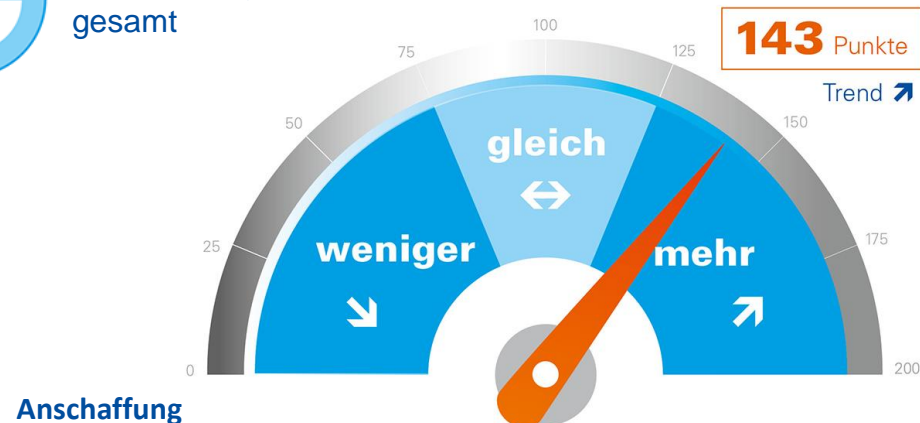 gesamt
143 Punkte
Trend
0
25
50
75
100
125
150
175
200
weniger
gleich
mehr
Anschaffung